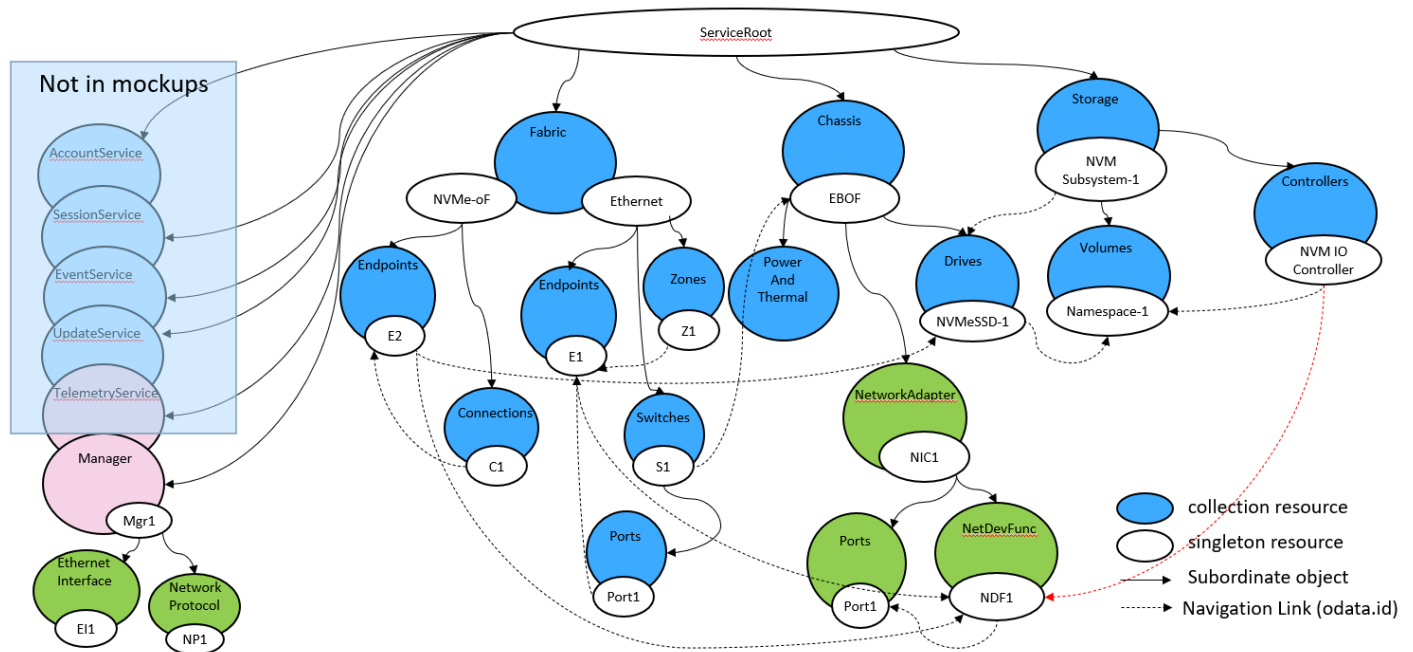 ServiceRoot
Not in mockups
AccountService
SessionService
EventService
UpdateService
TelemetryService
Manager
Mgr1
Ethernet
Interface
EI1
Network
Protocol
NP1
Fabric
NVMe-oF
Ethernet
Endpoints
E2
Connections
C1
Endpoints
E1
Zones
Z1
Switches
S1
Ports
Port1
Chassis
EBOF
Power
And
Thermal
Drives
NVMeSSD-1
NetworkAdapter
NIC1
Ports
Port1
NetDevFunc
NDF1
Storage
NVM
Subsystem-1
Volumes
Namespace-1
Controllers
NVM IO
Controller
collection resource
singleton resource
Subordinate object
Navigation Link (odata.id)